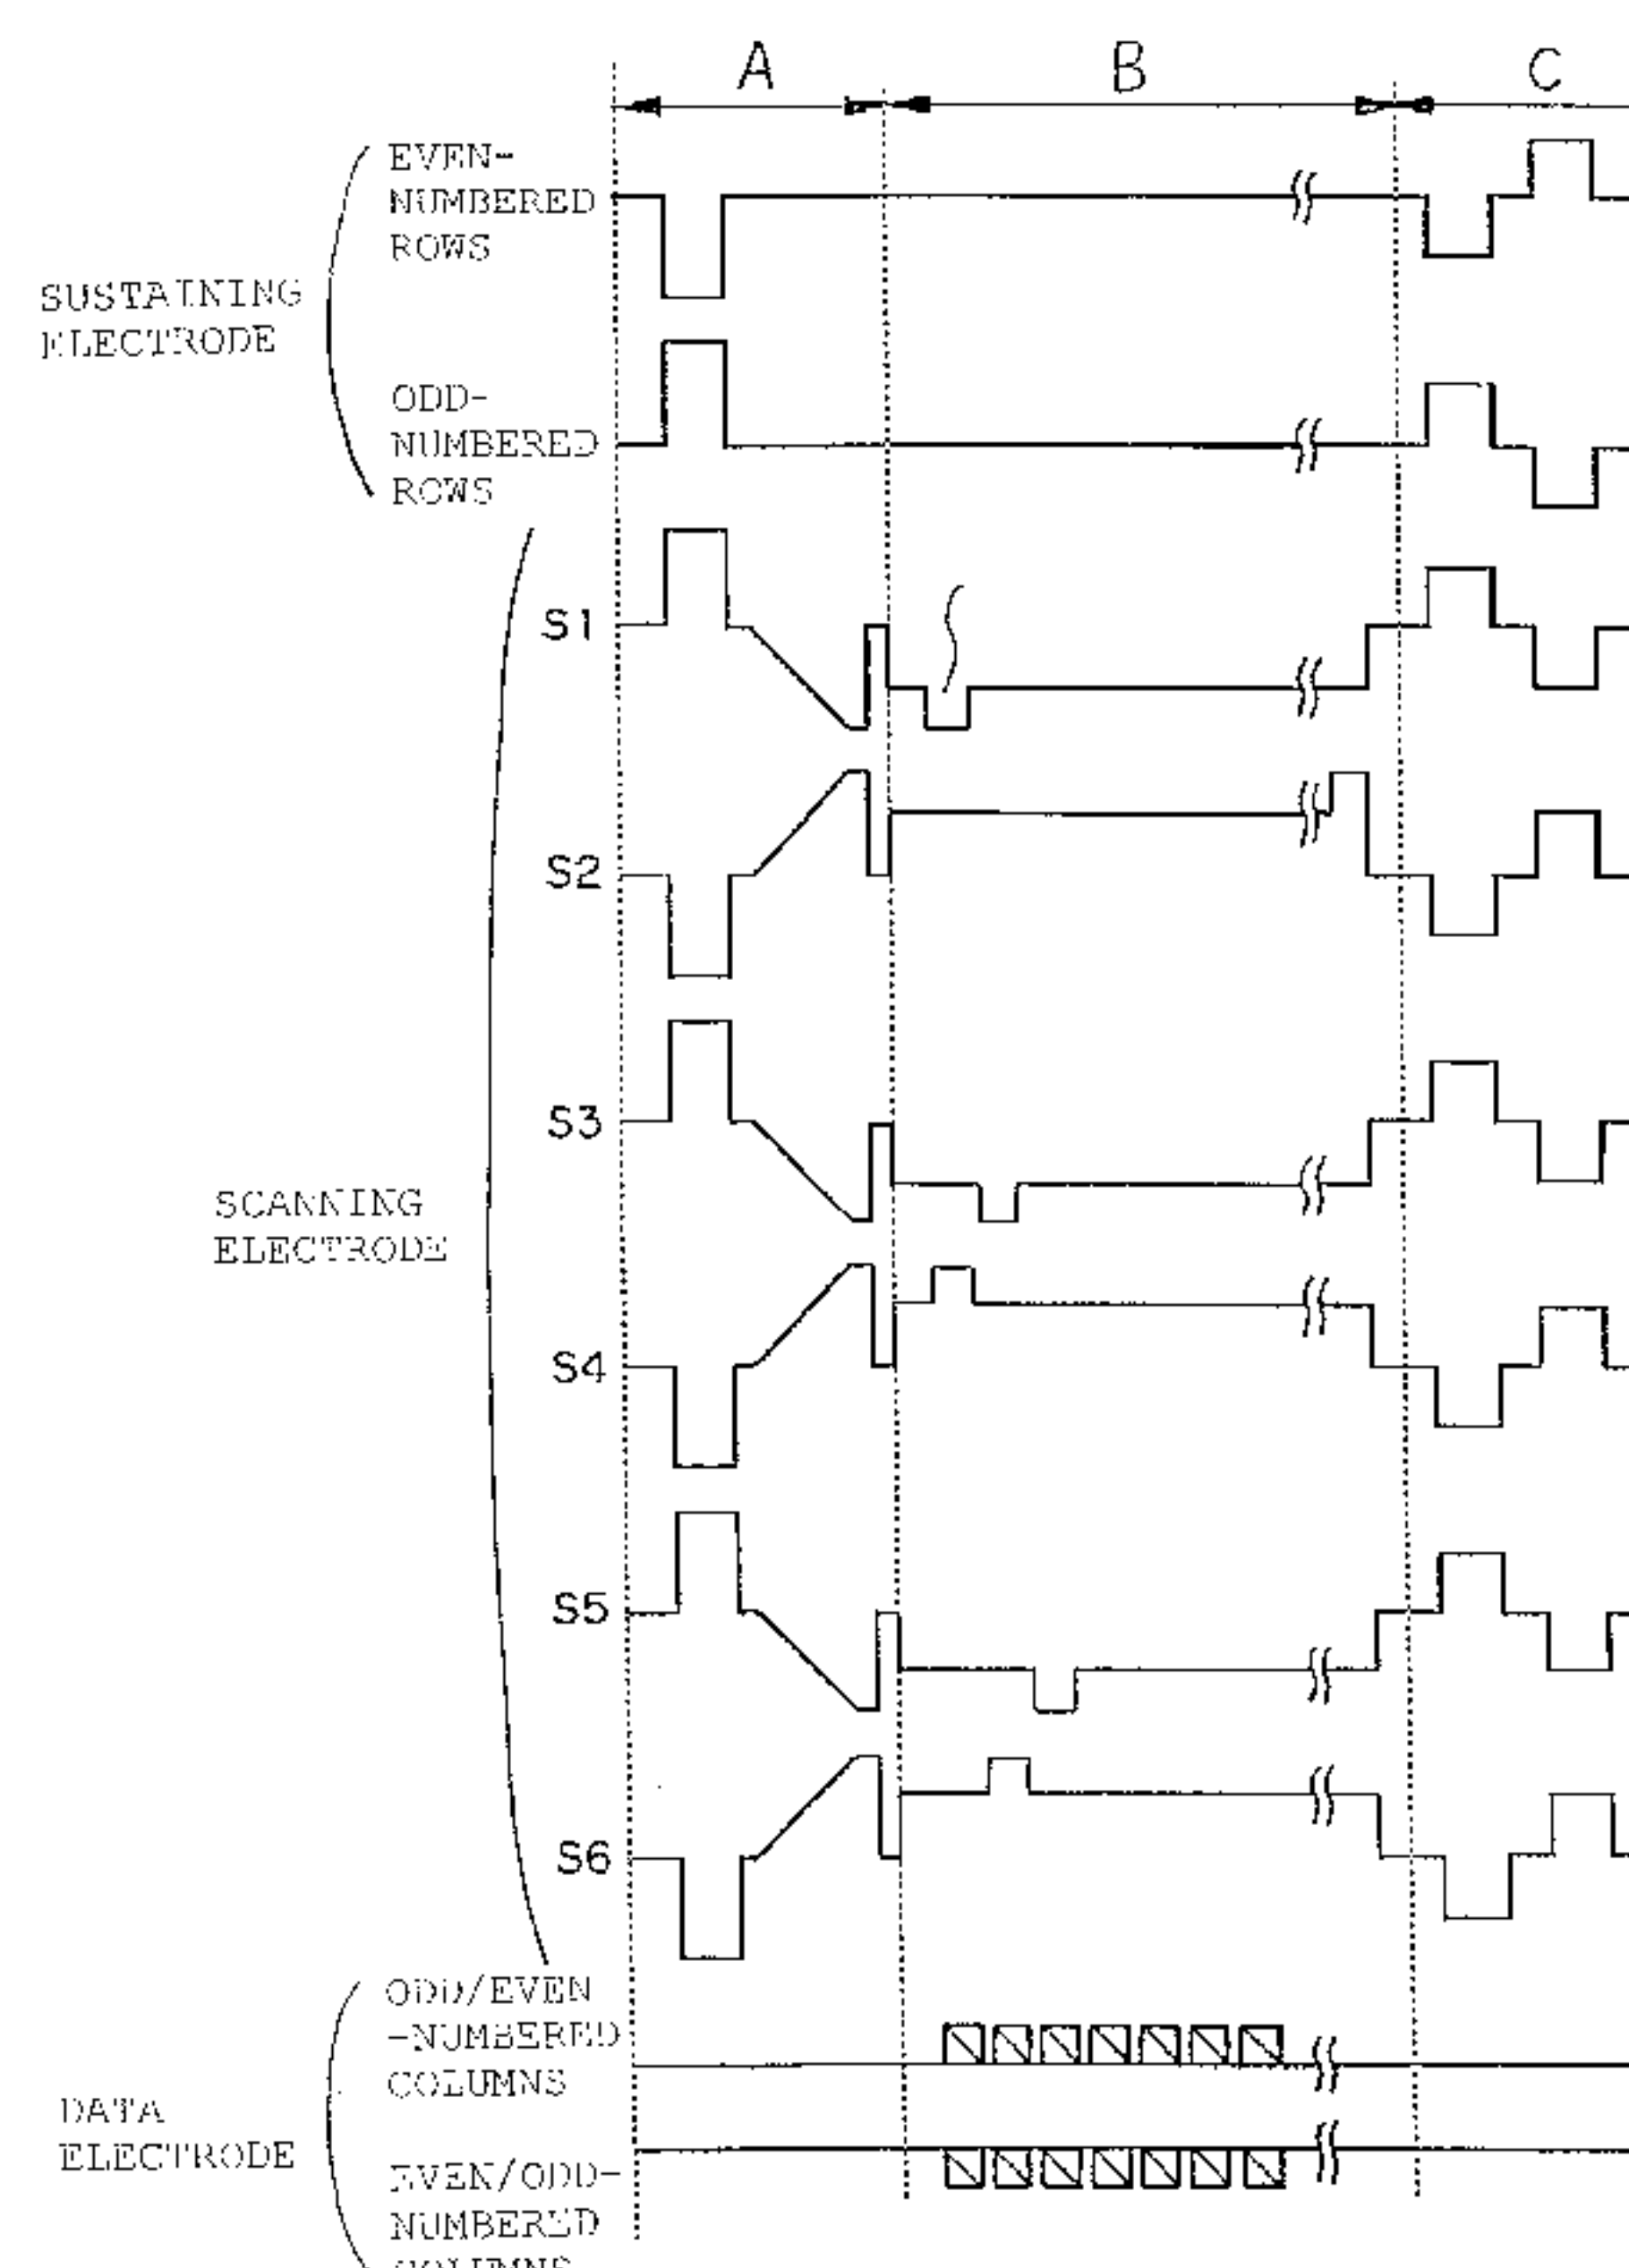 A B C
EVEN-
NUMBERED
ROWS
SUSTAINING
ELECTRODE
ODD-
NUMBERED
ROWS
S1
S2
S3
SCANNING
ELECTRODE
S4
S5
S6
ODD/EVEN
-NUMBERED
COLUMNS
DATA
ELECTRODE
EVEN/ODD-
NUMBERED
COLUMNS